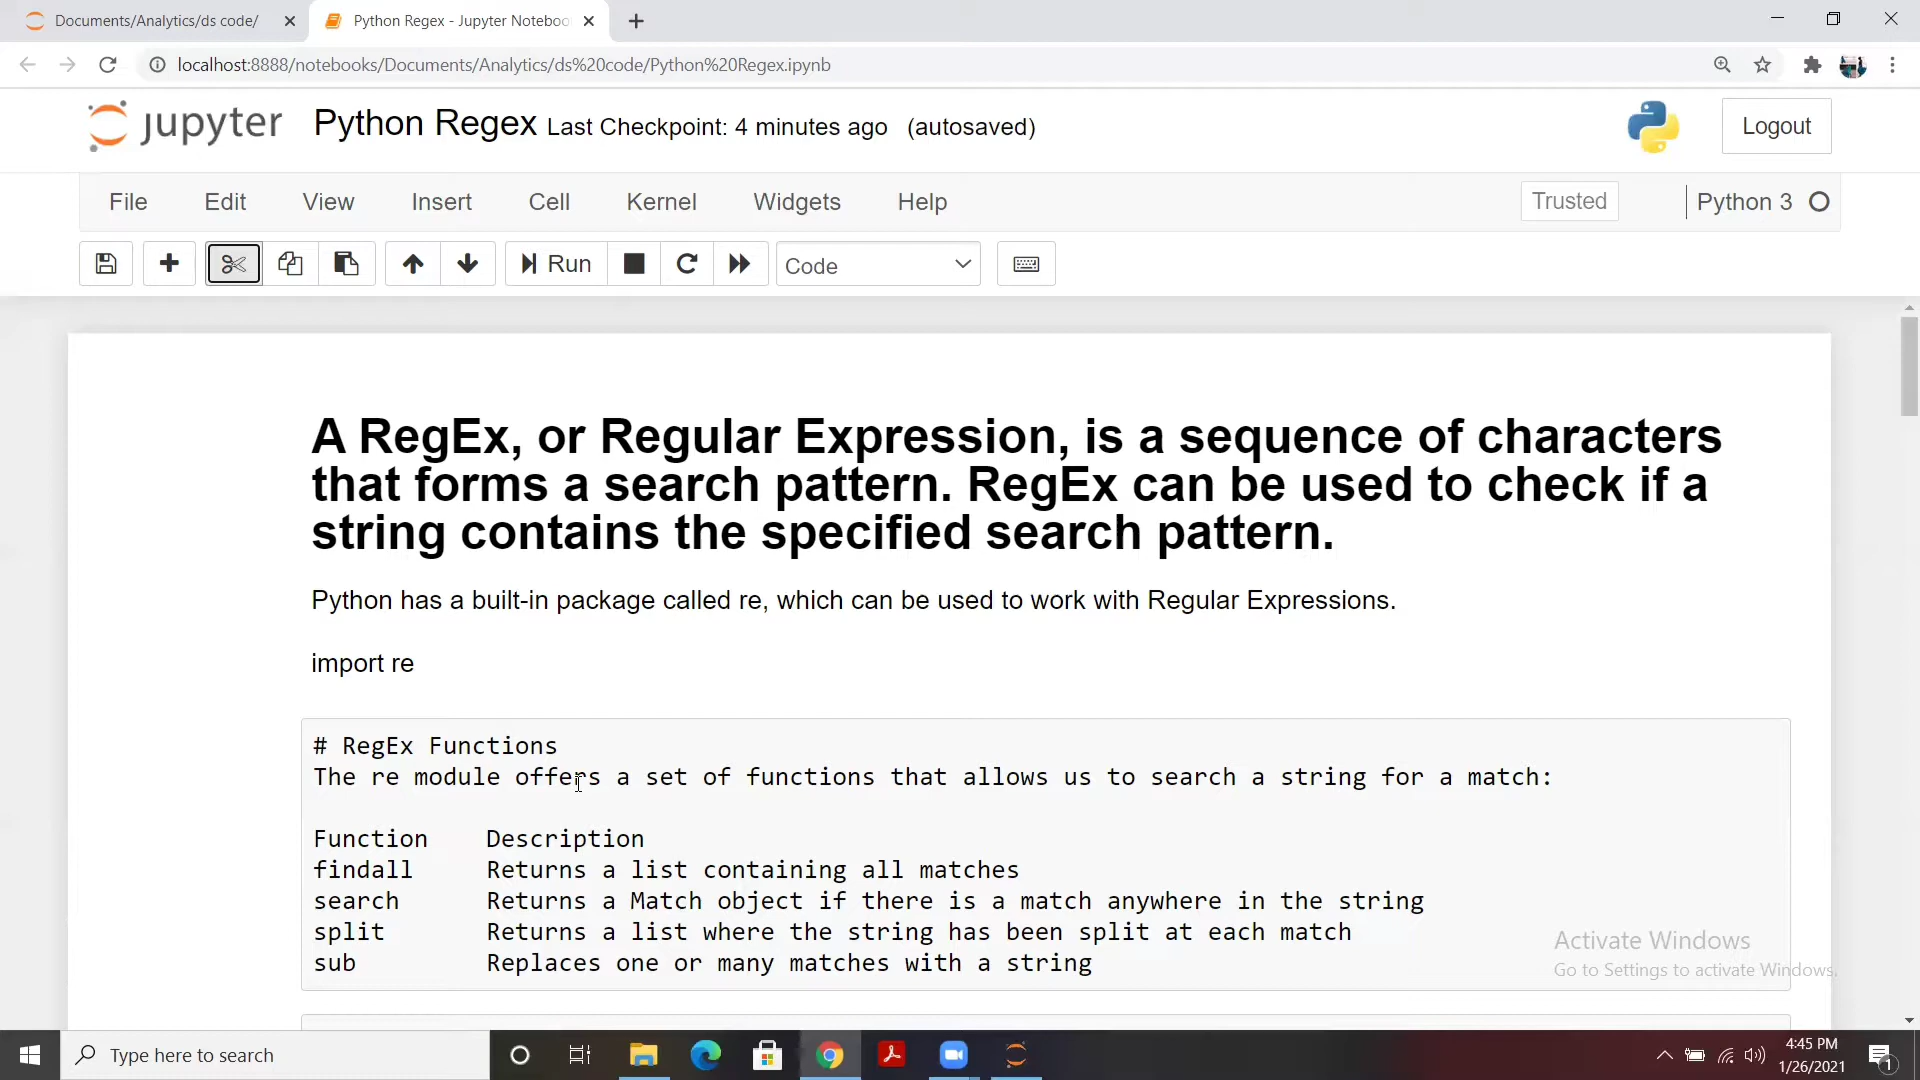 Documents/Analytics/ds code/
Python Regex - Jupyter Noteboo
localhost:8888/notebooks/Documents/Analytics/ds%20code/Python%20Regex.ipynb
jupyter Python Regex Last Checkpoint: 4 minutes ago (autosaved)
Logout
File Edit View Insert Cell Kernel Widgets Help
Trusted
Python 3
Run
Code
A RegEx, or Regular Expression, is a sequence of characters
that forms a search pattern. RegEx can be used to check if a
string contains the specified search pattern.
Python has a built-in package called re, which can be used to work with Regular Expressions.
import re
# RegEx Functions
The re module offers a set of functions that allows us to search a string for a match:
Function Description
findall Returns a list containing all matches
search Returns a Match object if there is a match anywhere in the string
split Returns a list where the string has been split at each match
sub Replaces one or many matches with a string
Activate Windows
Go to Settings to activate Windows.
Type here to search
4:45 PM
1/26/2021
1